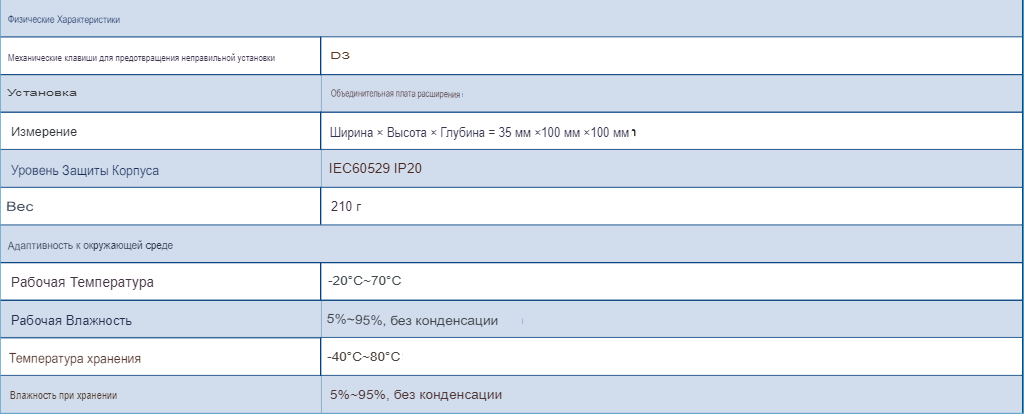 Физические Характеристики
Механические клавиши для предотвращения неправильной установки D3
Установка Объединительная плата расширения
Измерение Ширина × Высота × Глубина = 35 мм ×100 мм ×100 мм
Уровень Защиты Корпуса IEC60529 IP20
Вес 210 г
Адаптивность к окружающей среде
Рабочая Температура -20°C~70°C
Рабочая Влажность 5%~95%, без конденсации
Температура хранения -40°C~80°C
Влажность при хранении 5%~95%, без конденсации